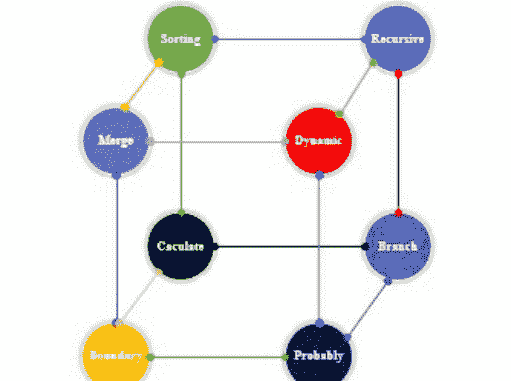 Sorting
Recursive
Merge
Dynamic
Caculate
Branch
Boundary
Probably